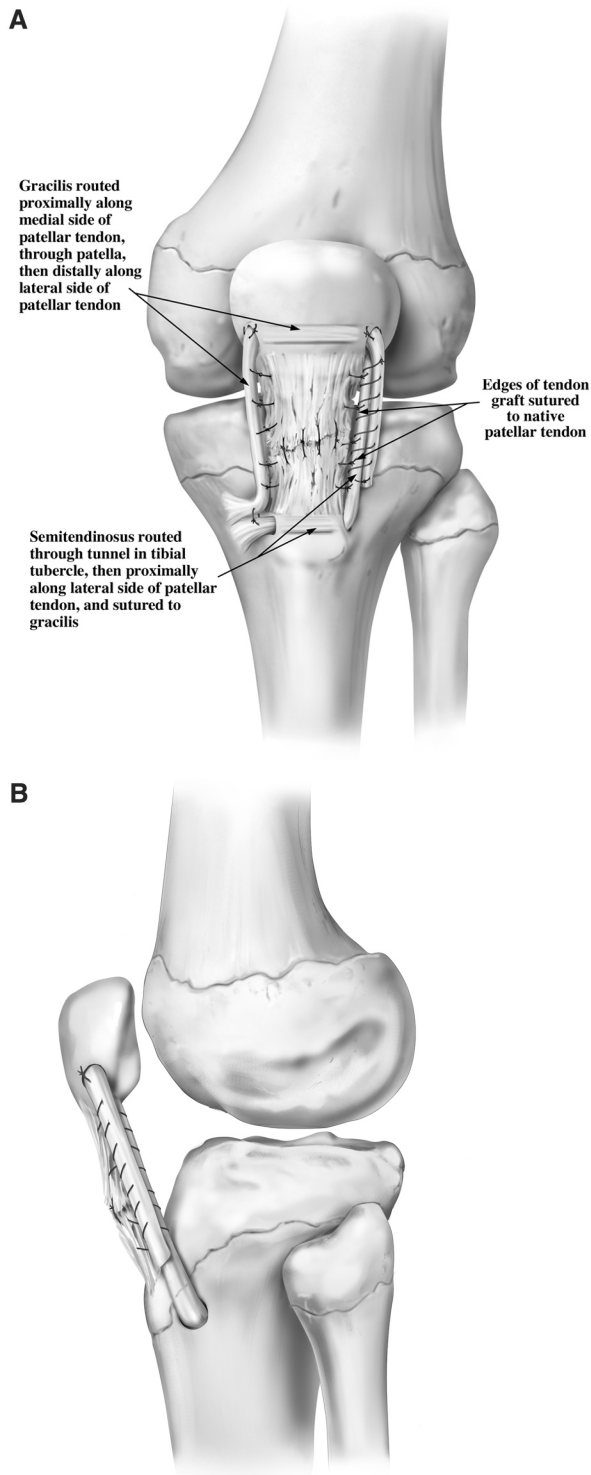 A
Gracilis routed
proximally along
medial side of
patellar tendon,
through patella,
then distally along
lateral side of
patellar tendon
Edges of tendon
graft sutured
to native
patellar tendon
Semitendinosus routed
through tunnel in tibial
tubercle, then proximally
along lateral side of patellar
tendon, and sutured to
gracilis
B